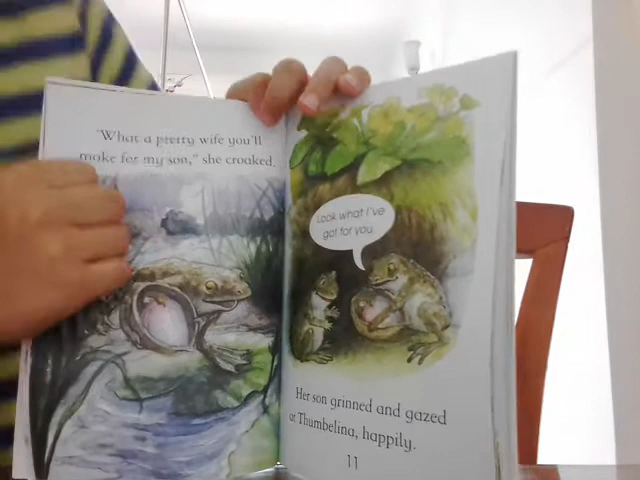 "What a pretty wife you'll
make for my son," she croaked.
Look what I've
got for you.
Her son grinned and gazed
at Thumbelina, happily.
11